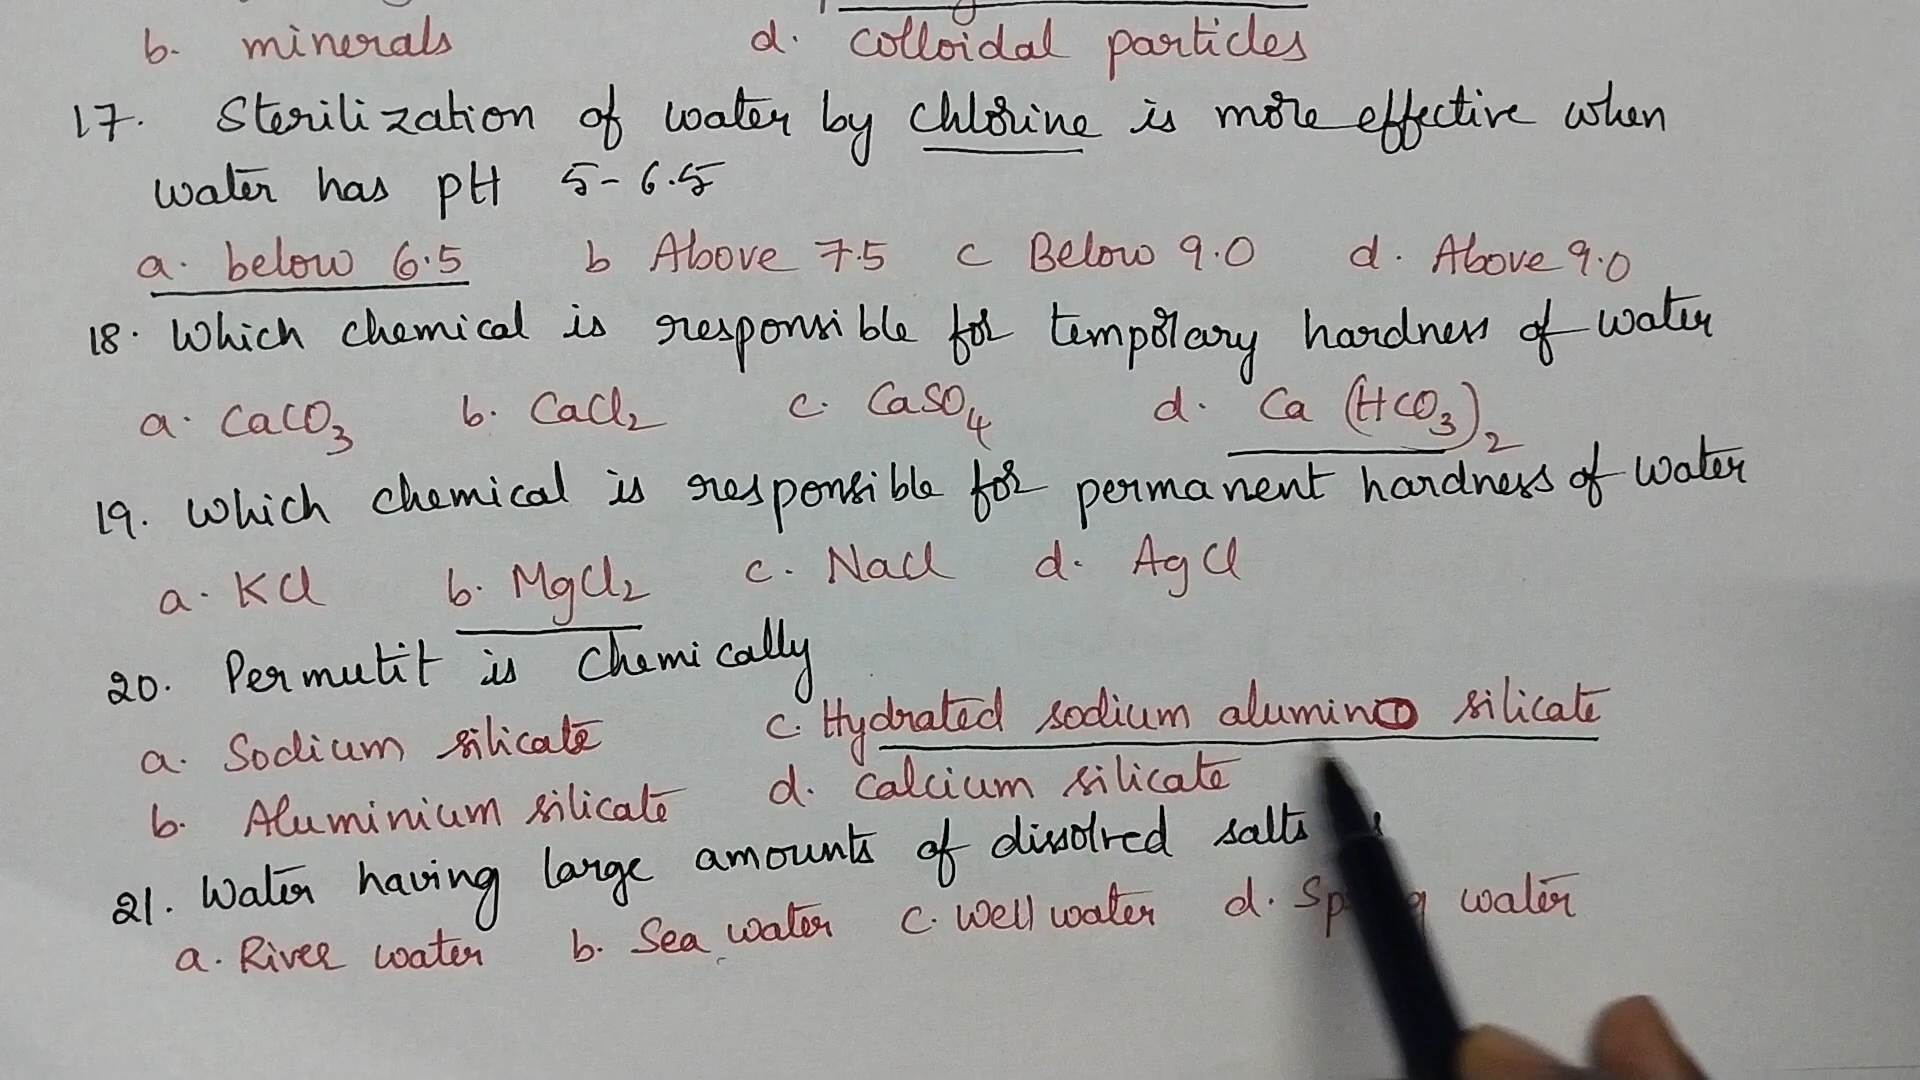 b. minerals d. colloidal particles
17. Sterilization of water by chlorine is more effective when
water has pH 5-6.5
a. below 6.5 b Above 7.5 c Below 9.0 d. Above 9.0
18. Which chemical is responsible for temporary hardness of water
a. CaCO3 b. CaCl2 c. CaSO4 d. Ca (HCO3)2
19. Which chemical is responsible for permanent hardness of water
a. KCl b. MgCl2 c. NaCl d. AgCl
20. Permutit is Chemically
a. Sodium silicate c. Hydrated sodium alumino silicate
b. Aluminium silicate d. Calcium silicate
21. Water having large amounts of dissolved salts
a. River water b. Sea water c. Well water d. water